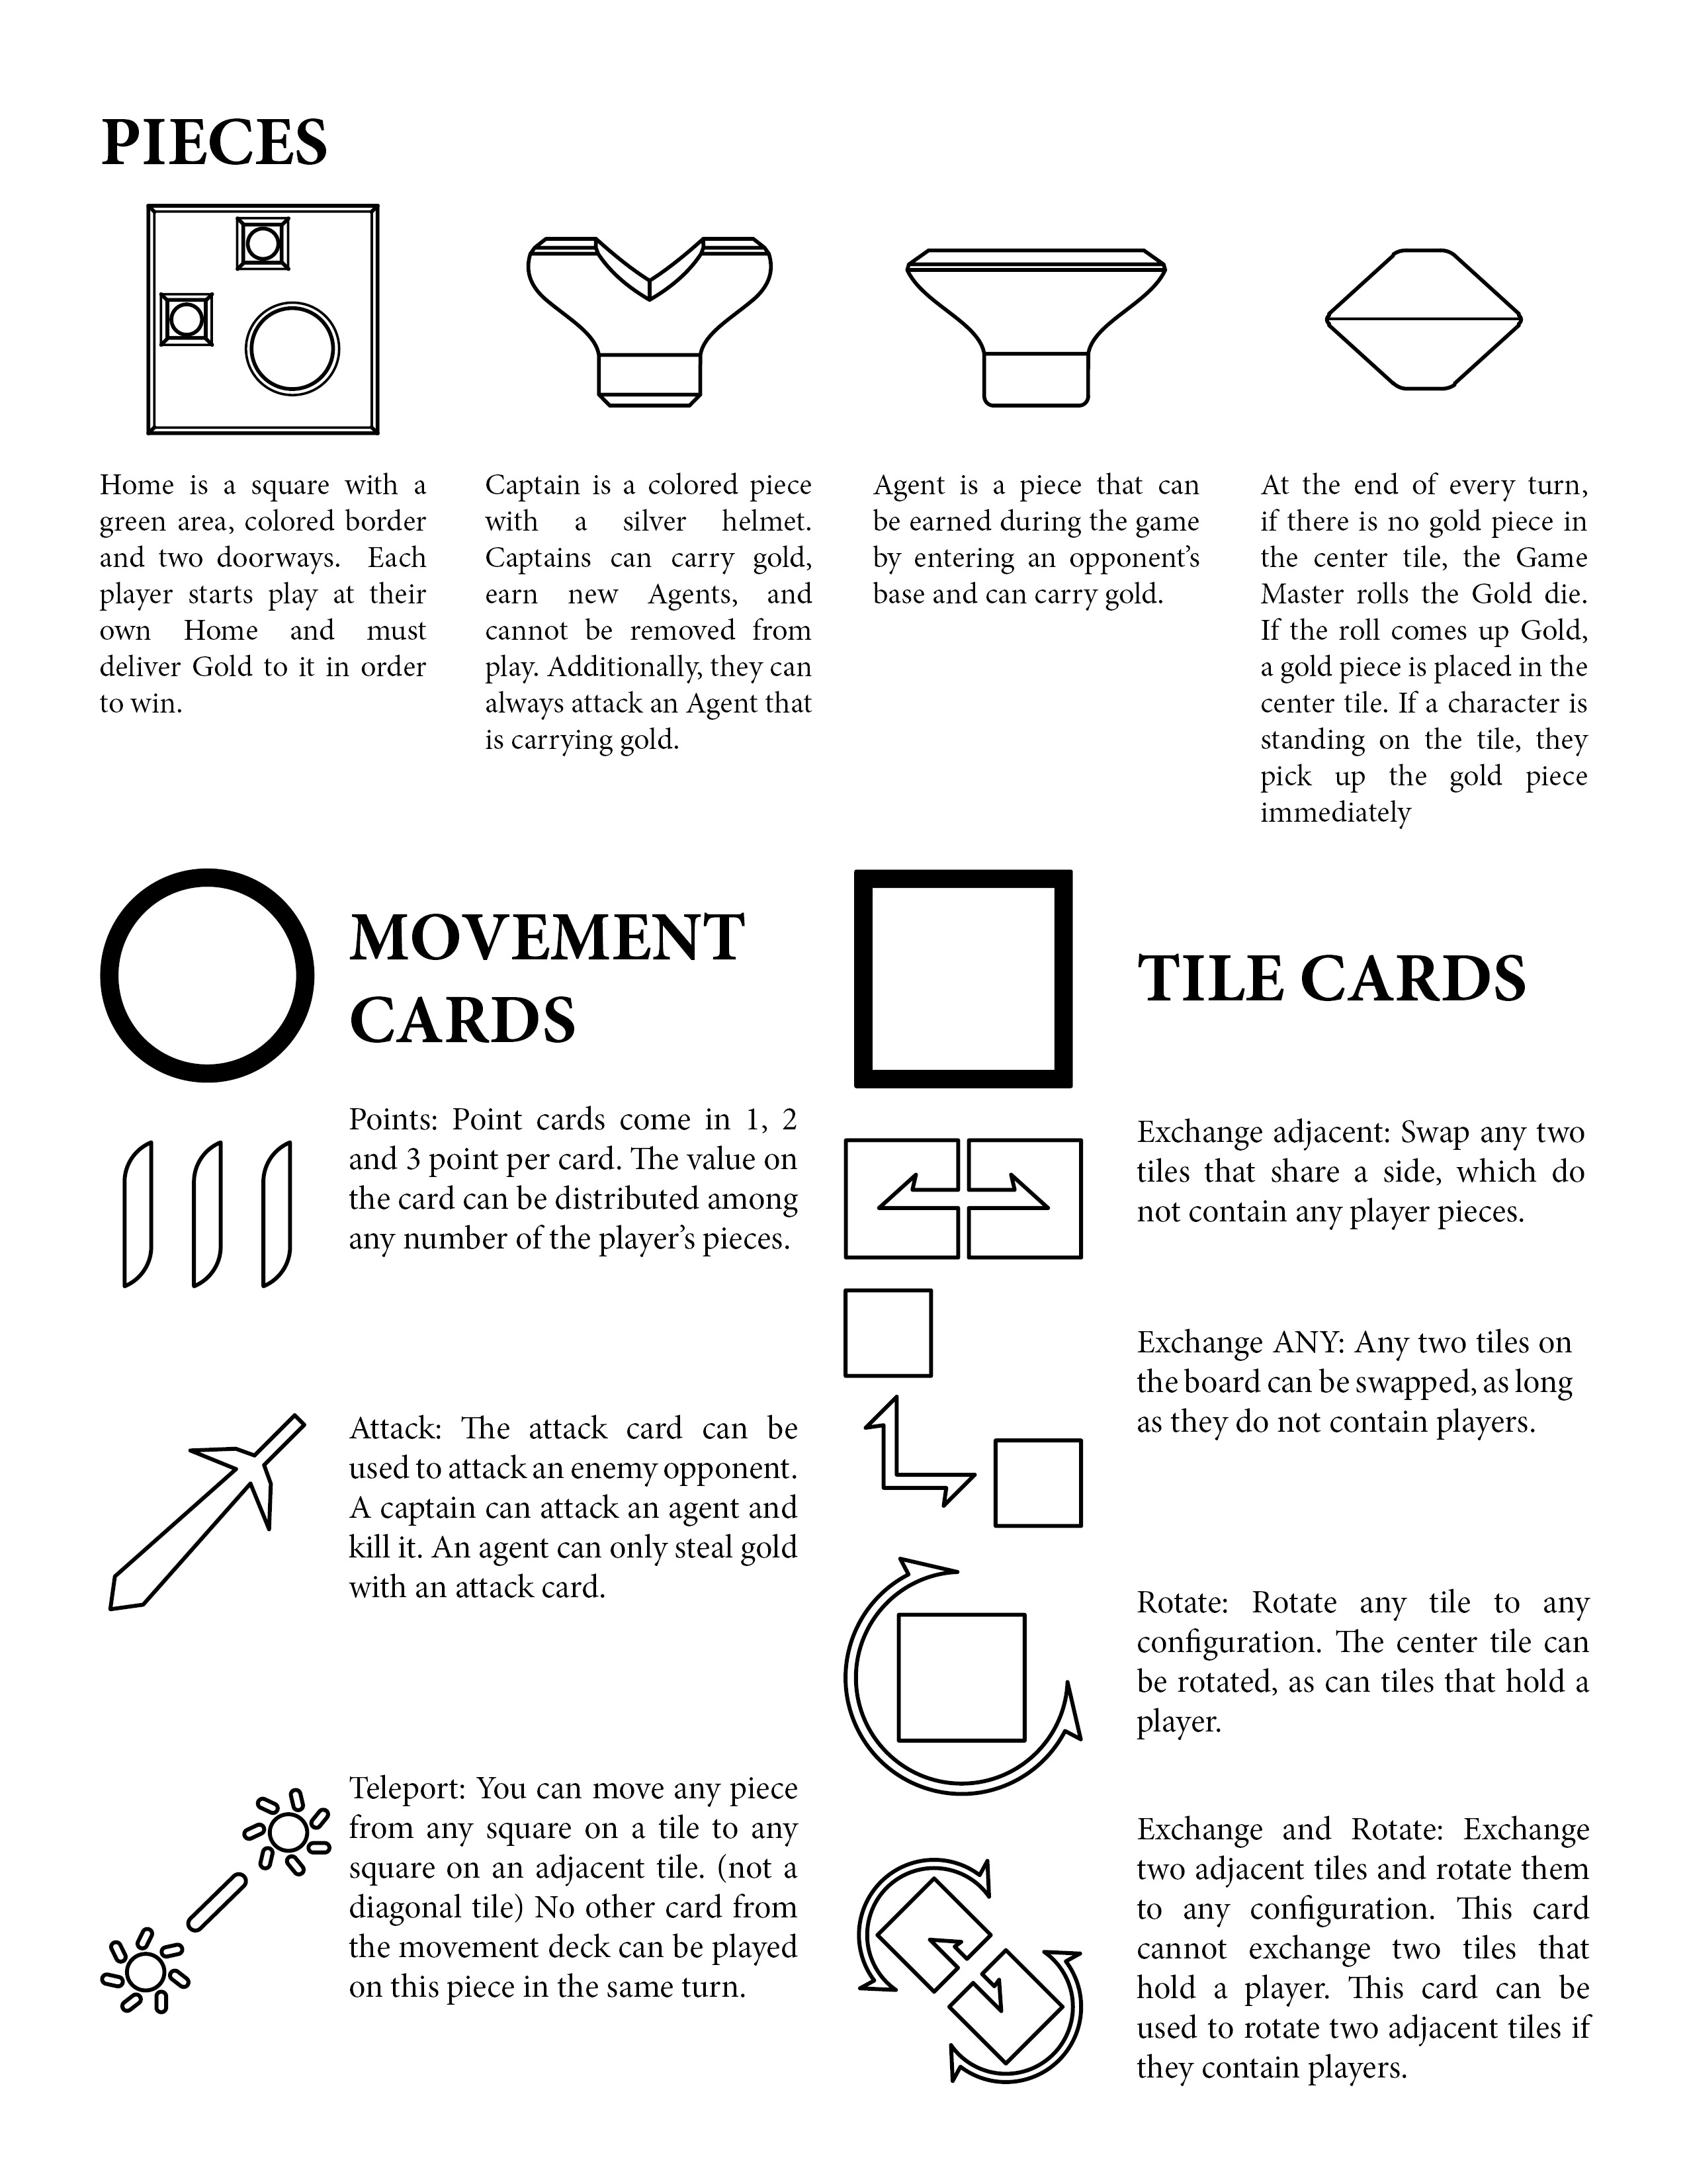 PIECES
Home is a square with a
green area, colored border
and two doorways. Each
player starts play at their
own Home and must
deliver Gold to it in order
to win.
Captain is a colored piece
with a silver helmet.
Captains can carry gold,
earn new Agents, and
cannot be removed from
play. Additionally, they can
always attack an Agent that
is carrying gold.
Agent is a piece that can
be earned during the game
by entering an opponent's
base and can carry gold.
At the end of every turn,
if there is no gold piece in
the center tile, the Game
Master rolls the Gold die.
If the roll comes up Gold,
a gold piece is placed in the
center tile. If a character is
standing on the tile, they
pick up the gold piece
immediately
MOVEMENT
CARDS
Points: Point cards come in 1, 2
and 3 point per card. The value on
the card can be distributed among
any number of the player's pieces.
Attack: The attack card can be
used to attack an enemy opponent.
A captain can attack an agent and
kill it. An agent can only steal gold
with an attack card.
Teleport: You can move any piece
from any square on a tile to any
square on an adjacent tile. (not a
diagonal tile) No other card from
the movement deck can be played
on this piece in the same turn.
TILE CARDS
Exchange adjacent: Swap any two
tiles that share a side, which do
not contain any player pieces.
Exchange ANY: Any two tiles on
the board can be swapped, as long
as they do not contain players.
Rotate: Rotate any tile to any
configuration. The center tile can
be rotated, as can tiles that hold a
player.
Exchange and Rotate: Exchange
two adjacent tiles and rotate them
to any configuration. This card
cannot exchange two tiles that
hold a player. This card can be
used to rotate two adjacent tiles if
they contain players.